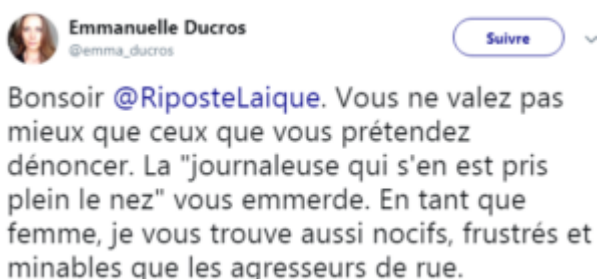 Emmanuelle Ducros
@emma_ducros
Suivre
Bonsoir @RiposteLaique. Vous ne valez pas
mieux que ceux que vous prétendez
dénoncer. La "journaleuse qui s'en est pris
plein le nez" vous emmerde. En tant que
femme, je vous trouve aussi nocifs, frustrés et
minables que les agresseurs de rue.